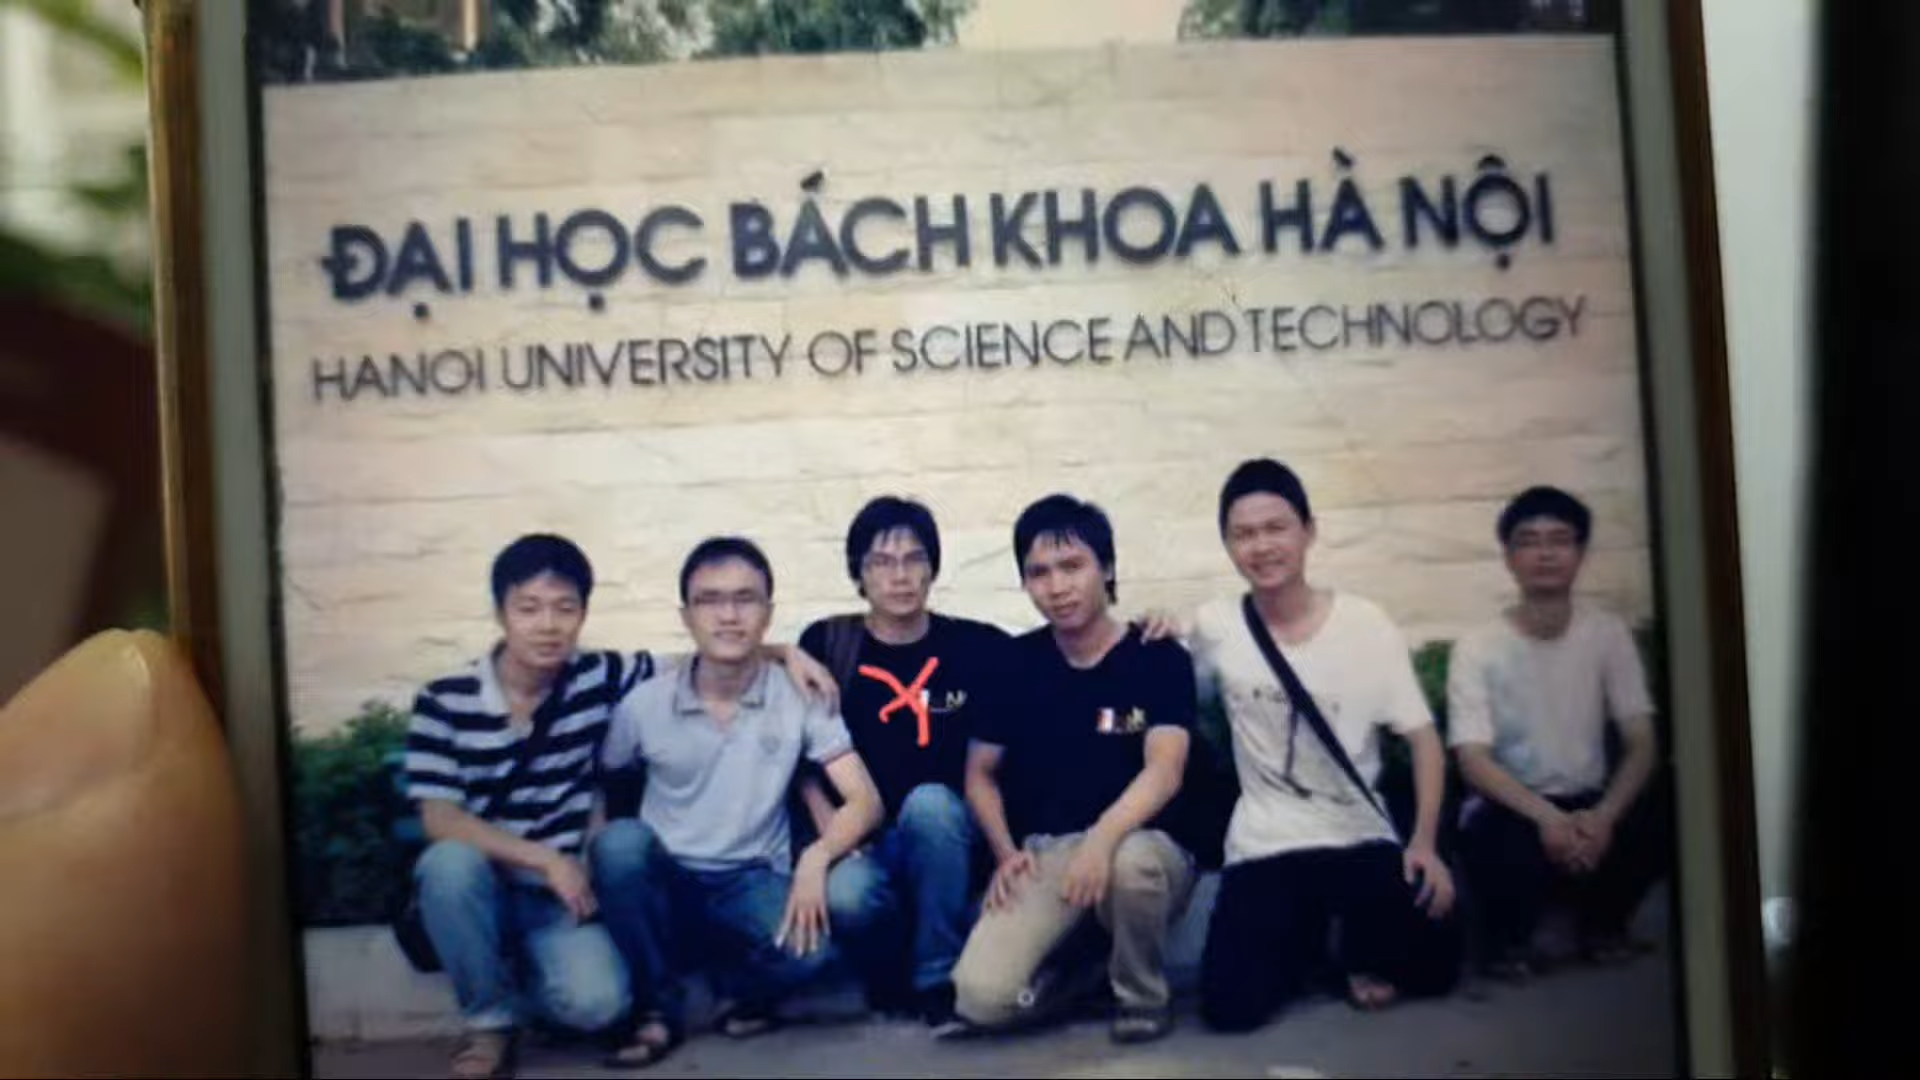 ĐẠI HỌC BÁCH KHOA HÀ NỘI
HANOI UNIVERSITY OF SCIENCE AND TECHNOLOGY